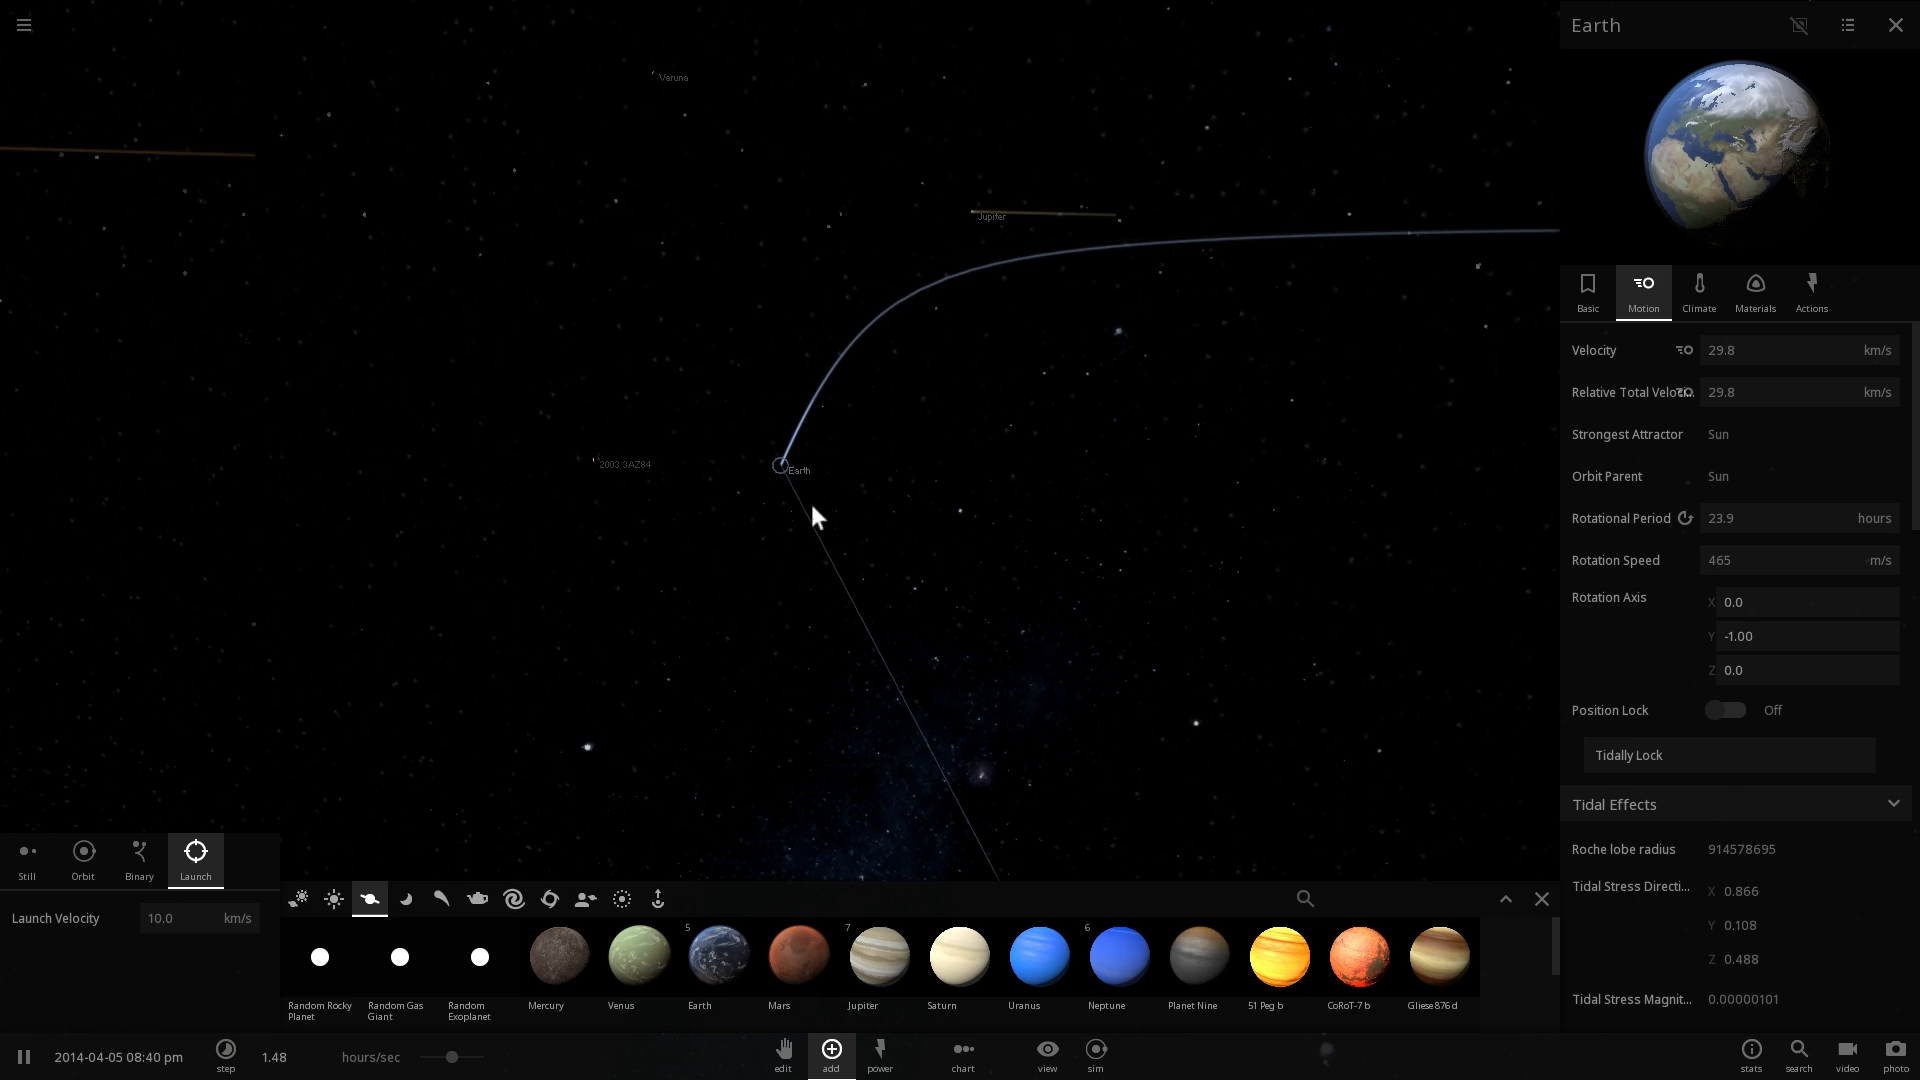 Earth
Varuna
Jupiter
Earth
2003 3AZ84
Basic
Motion
Climate
Materials
Actions
Velocity 29.8 km/s
Relative Total Veloci... 29.8 km/s
Strongest Attractor Sun
Orbit Parent Sun
Rotational Period 23.9 hours
Rotation Speed 465 m/s
Rotation Axis
X 0.0
Y -1.00
Z 0.0
Position Lock Off
Tidally Lock
Tidal Effects
Roche lobe radius 914578695
Tidal Stress Directi... X 0.866
Y 0.108
Z 0.488
Tidal Stress Magnit... 0.00000101
Still
Orbit
Binary
Launch
Launch Velocity 10.0 km/s
5
7
6
Random Rocky
Planet
Random Gas
Giant
Random
Exoplanet
Mercury
Venus
Earth
Mars
Jupiter
Saturn
Uranus
Neptune
Planet Nine
51 Peg b
CoRoT-7 b
Gliese 876 d
2014-04-05 08:40 pm
step
1.48 hours/sec
edit
add
power
chart
view
sim
stats
search
video
photo